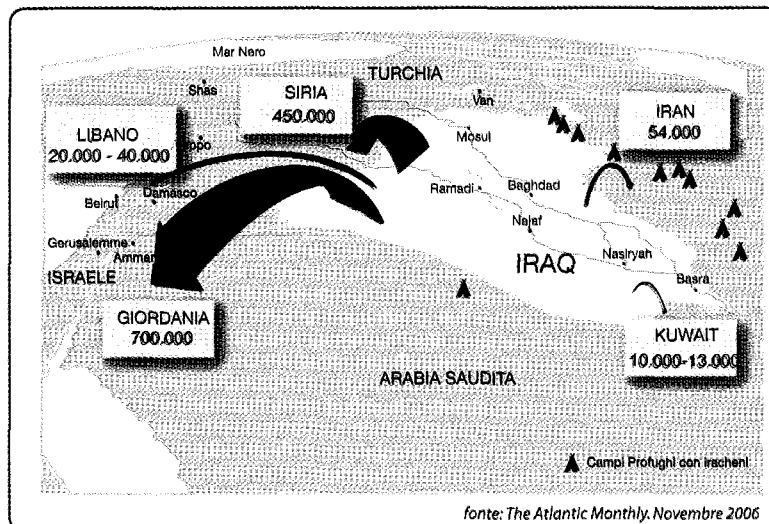 Mar Nero
TURCHIA
Shas
SIRIA
450.000
Van
IRAN
54.000
LIBANO
20.000 - 40.000
ppo
Mosul
Damasco
Ramadi
Baghdad
Beirut
Najaf
Gerusalemme
Amman
IRAQ
Nasiryah
ISRAELE
Basra
GIORDANIA
700.000
KUWAIT
10.000-13.000
ARABIA SAUDITA
Campi Profughi con Iracheni
fonte: The Atlantic Monthly. Novembre 2006